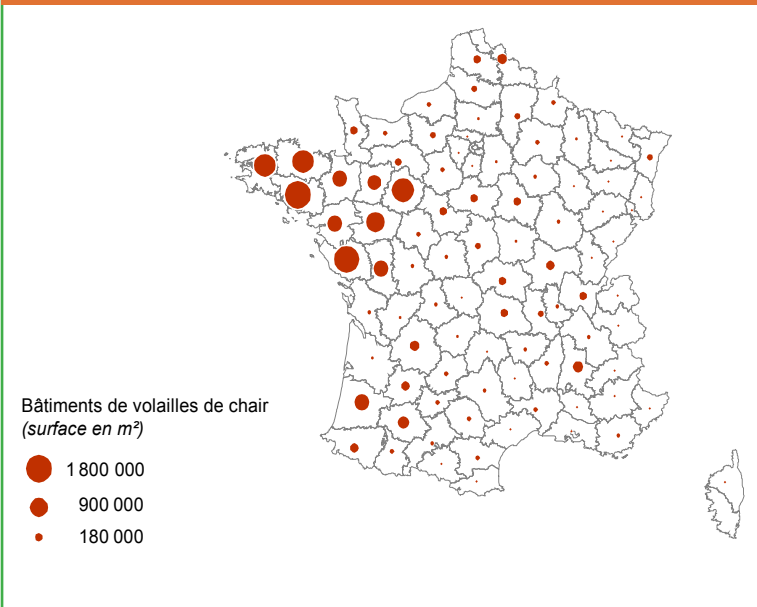 Bâtiments de volailles de chair
(surface en m²)
1 800 000
900 000
180 000